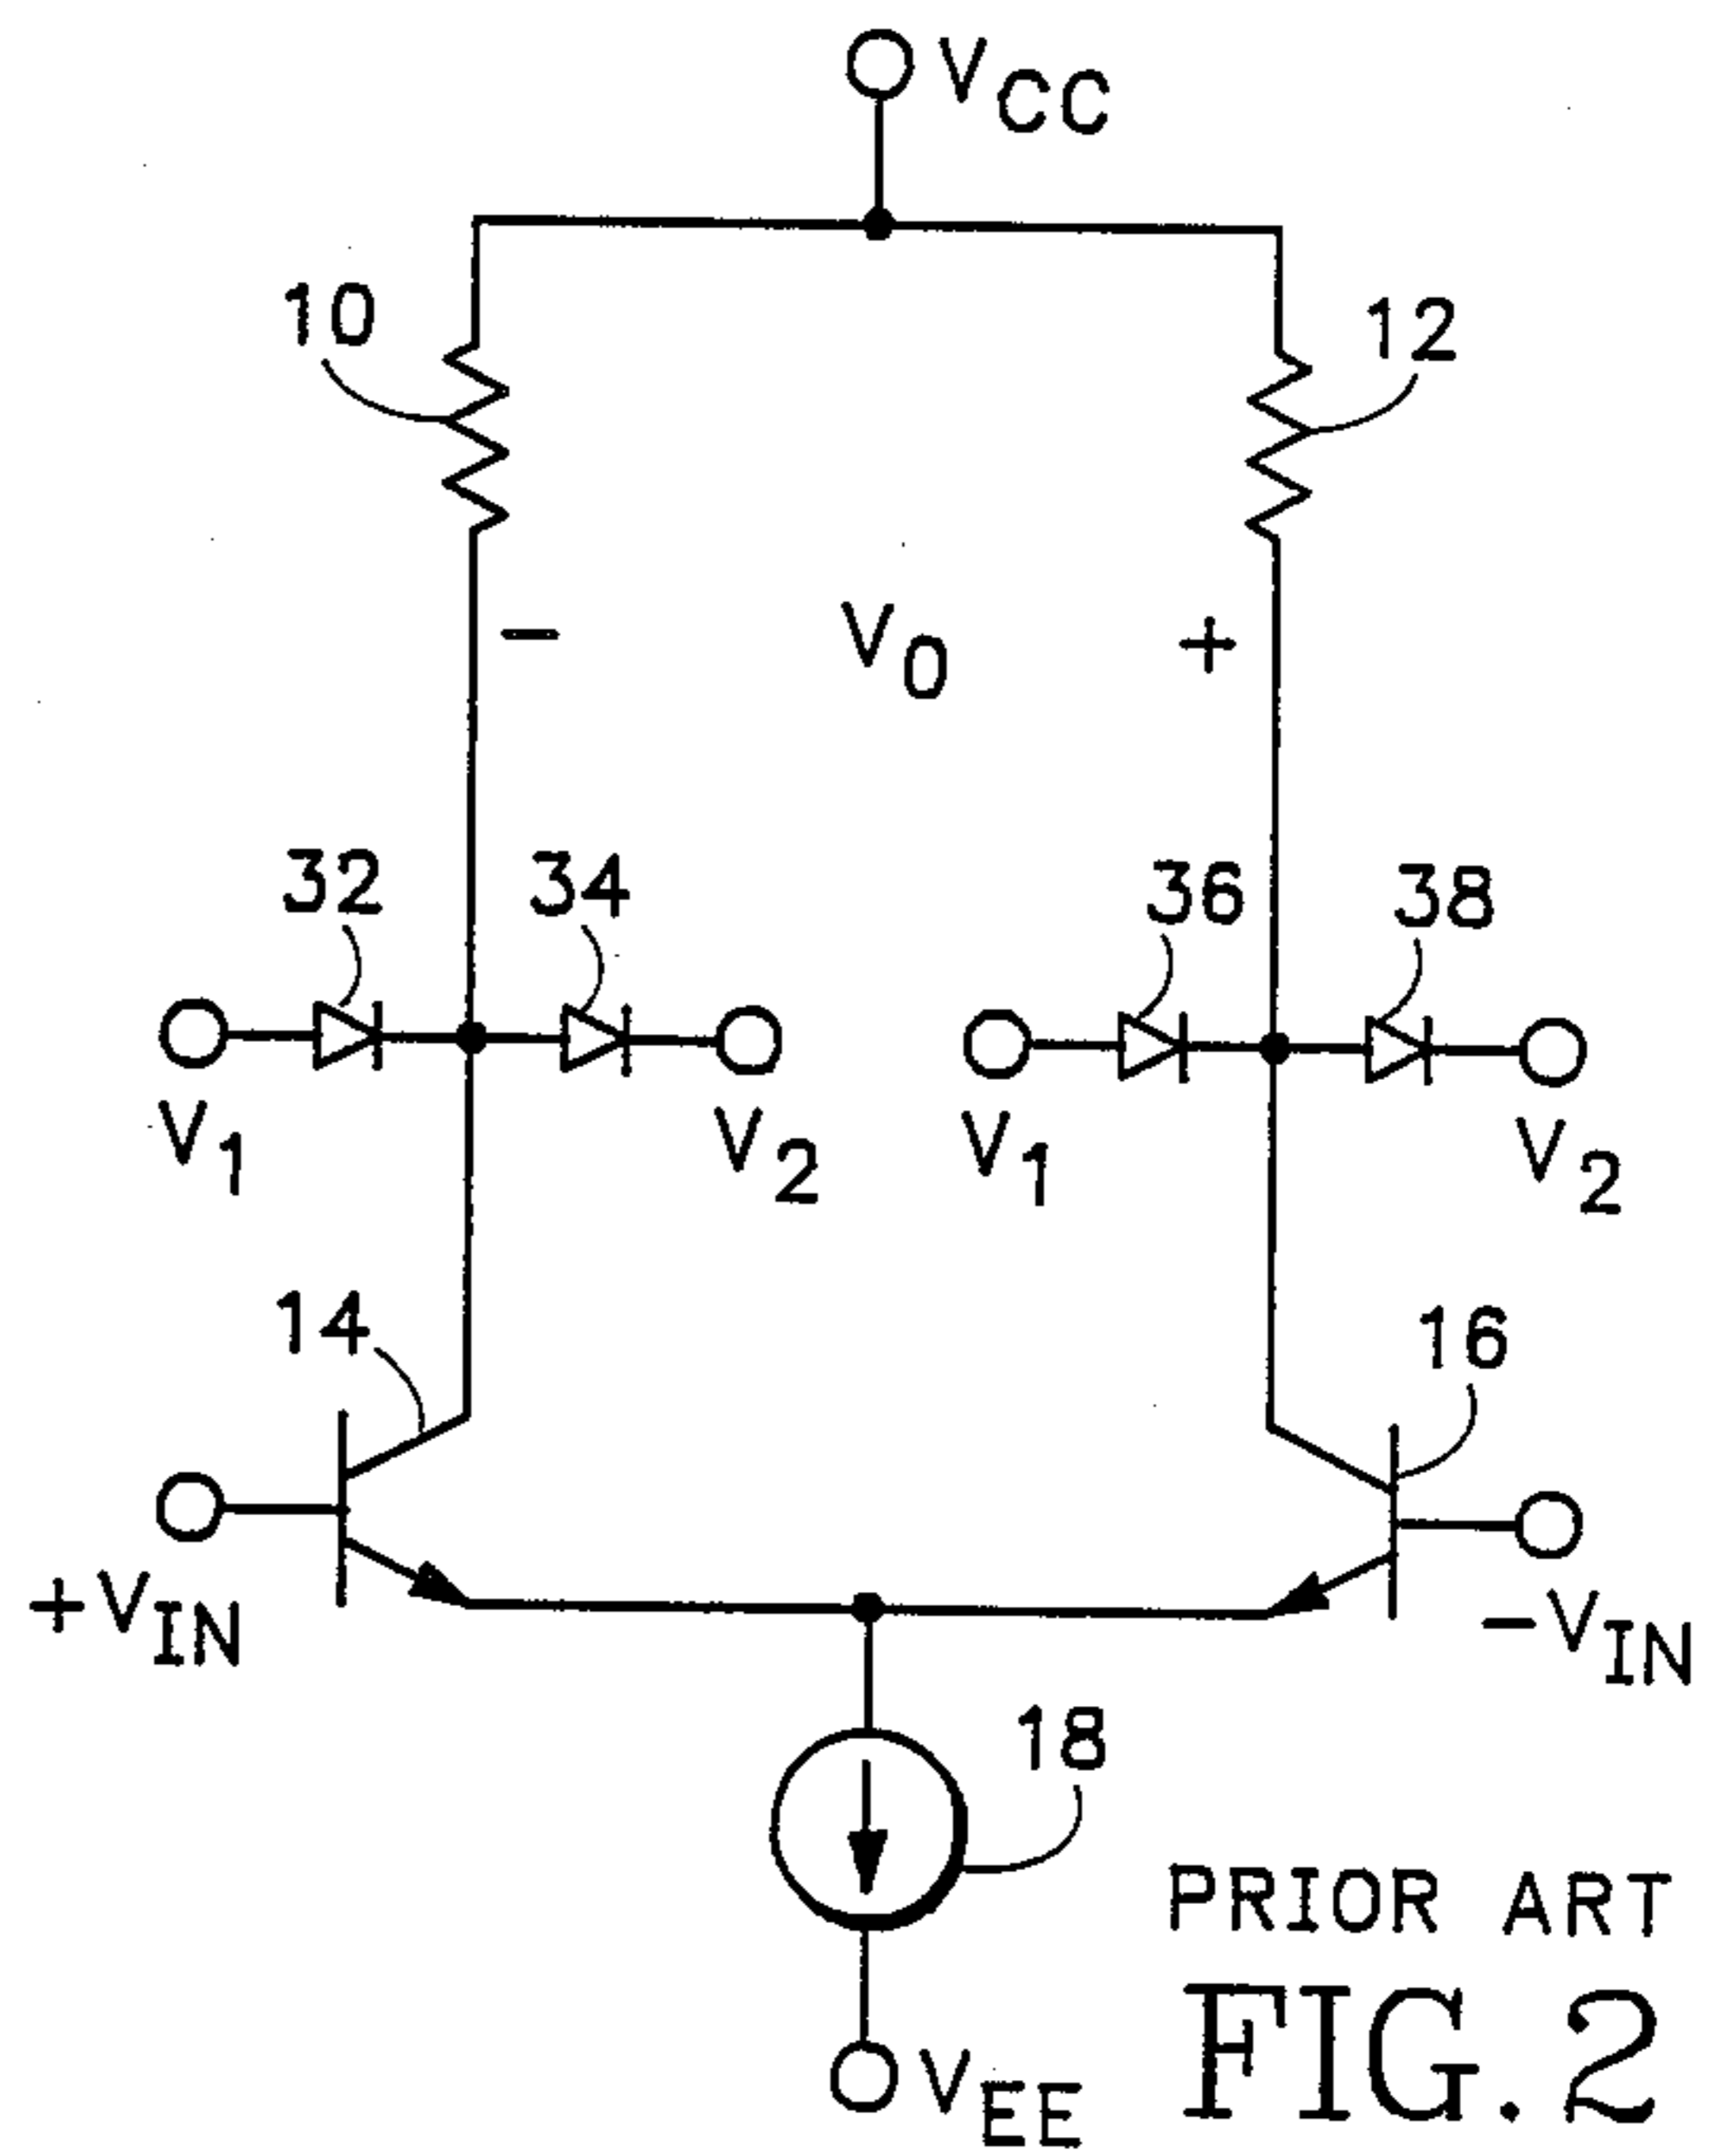 VCC
10
12
− VO +
32 34 36 38
V1 V2 V1 V2
14
16
+VIN
−VIN
18
PRIOR ART
FIG. 2
VEE